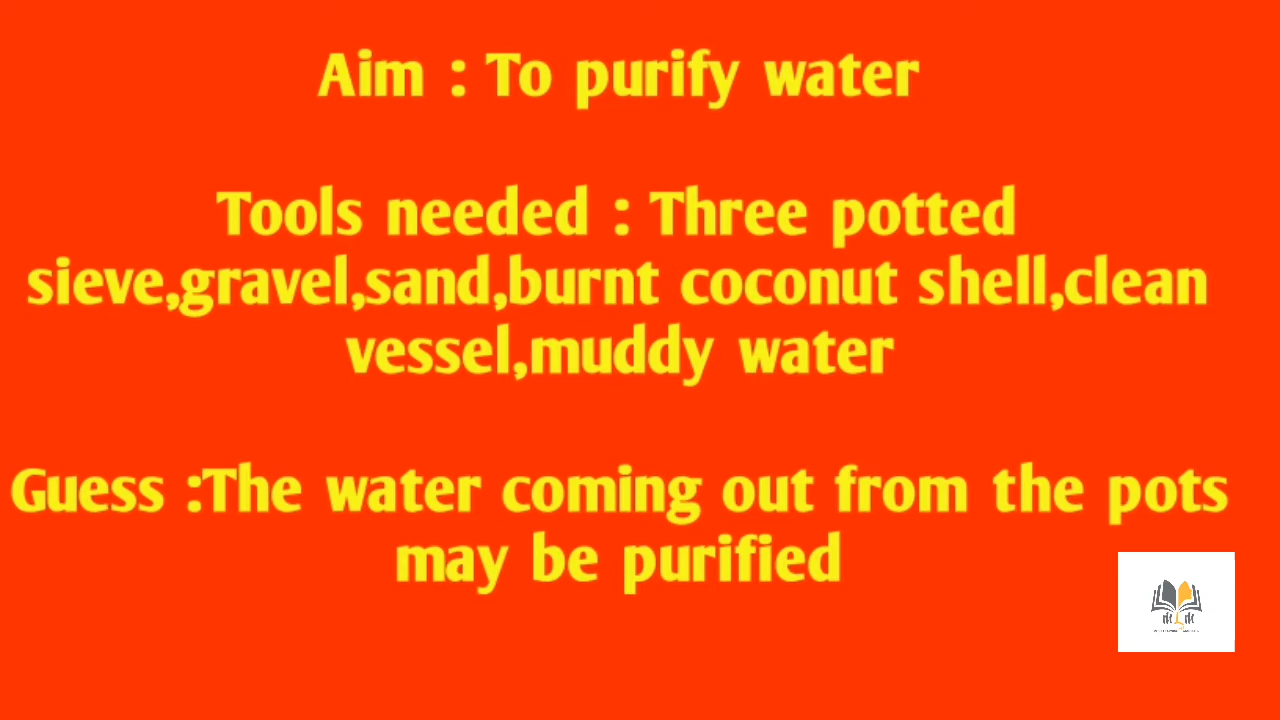 Aim : To purify water
Tools needed : Three potted
sieve,gravel,sand,burnt coconut shell,clean
vessel,muddy water
Guess :The water coming out from the pots
may be purified